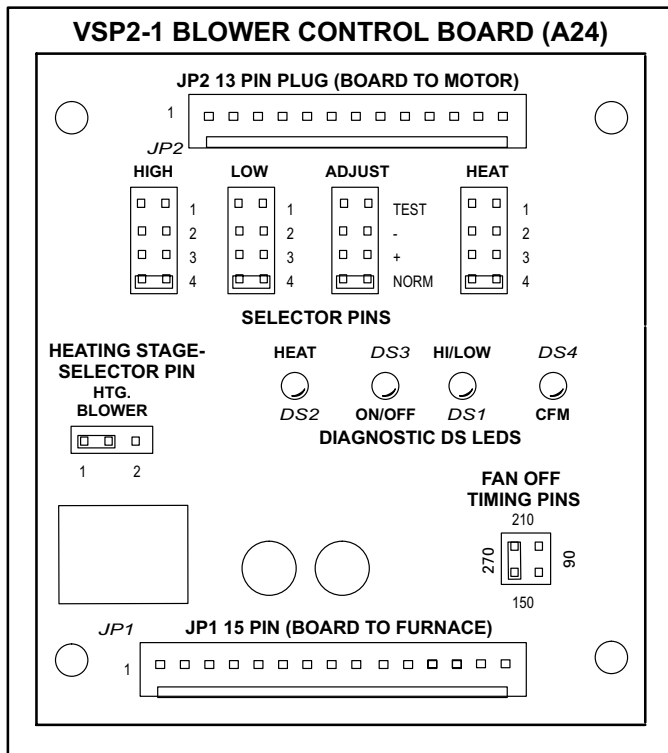 VSP2-1 BLOWER CONTROL BOARD (A24)
JP2 13 PIN PLUG (BOARD TO MOTOR)
1
JP2
HIGH LOW ADJUST HEAT
1 1 TEST 1
2 2 - 2
3 3 + 3
4 4 NORM 4
SELECTOR PINS
HEATING STAGE-
SELECTOR PIN
HTG.
BLOWER
1 2
HEAT DS3 HI/LOW DS4
DS2 ON/OFF DS1 CFM
DIAGNOSTIC DS LEDS
FAN OFF
TIMING PINS
210
270 90
150
JP1
JP1 15 PIN (BOARD TO FURNACE)
1